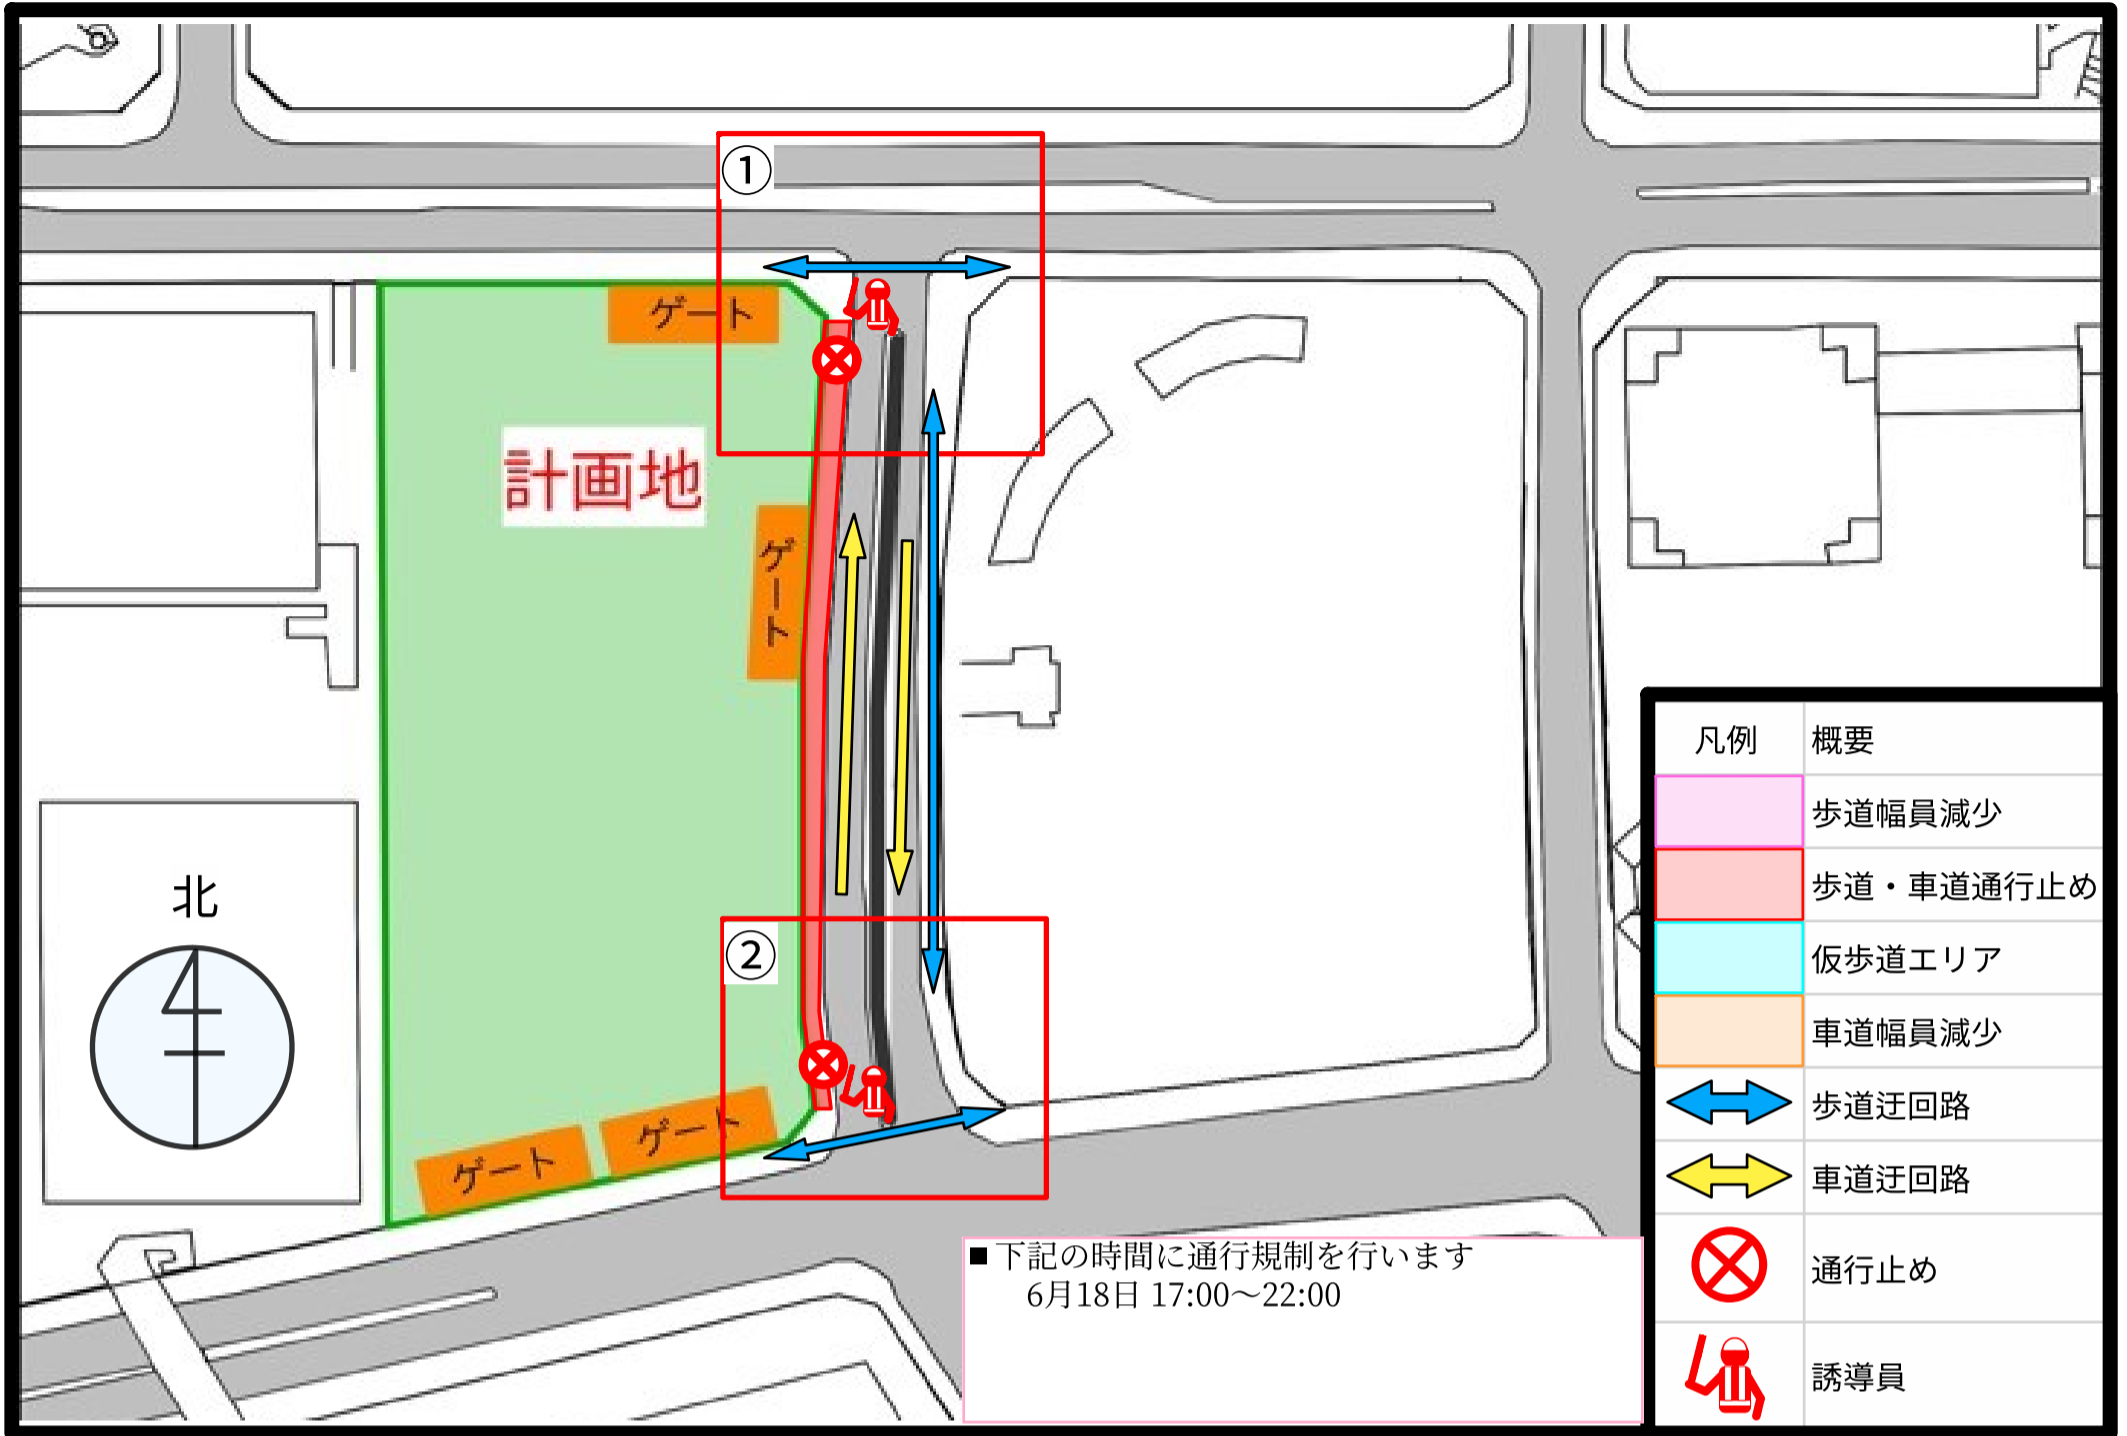 ①
ゲート
計画地
ゲート
北
②
ゲート
ゲート
■下記の時間に通行規制を行います
6月18日 17:00～22:00
凡例 概要
歩道幅員減少
歩道・車道通行止め
仮歩道エリア
車道幅員減少
歩道迂回路
車道迂回路
通行止め
誘導員